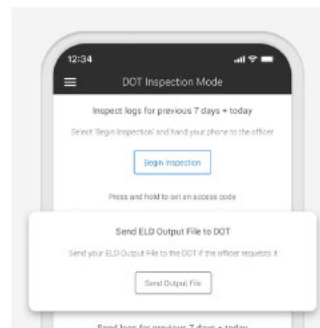 12:34
DOT Inspection Mode
Inspect logs for previous 7 days + today
Select 'Begin Inspection' and hand your phone to the officer
Begin Inspection
Press and hold to set an access code
Send ELD Output File to DOT
Send your ELD Output File to the DOT if the officer requests it
Send Output File
Send logs for previous 7 days + today